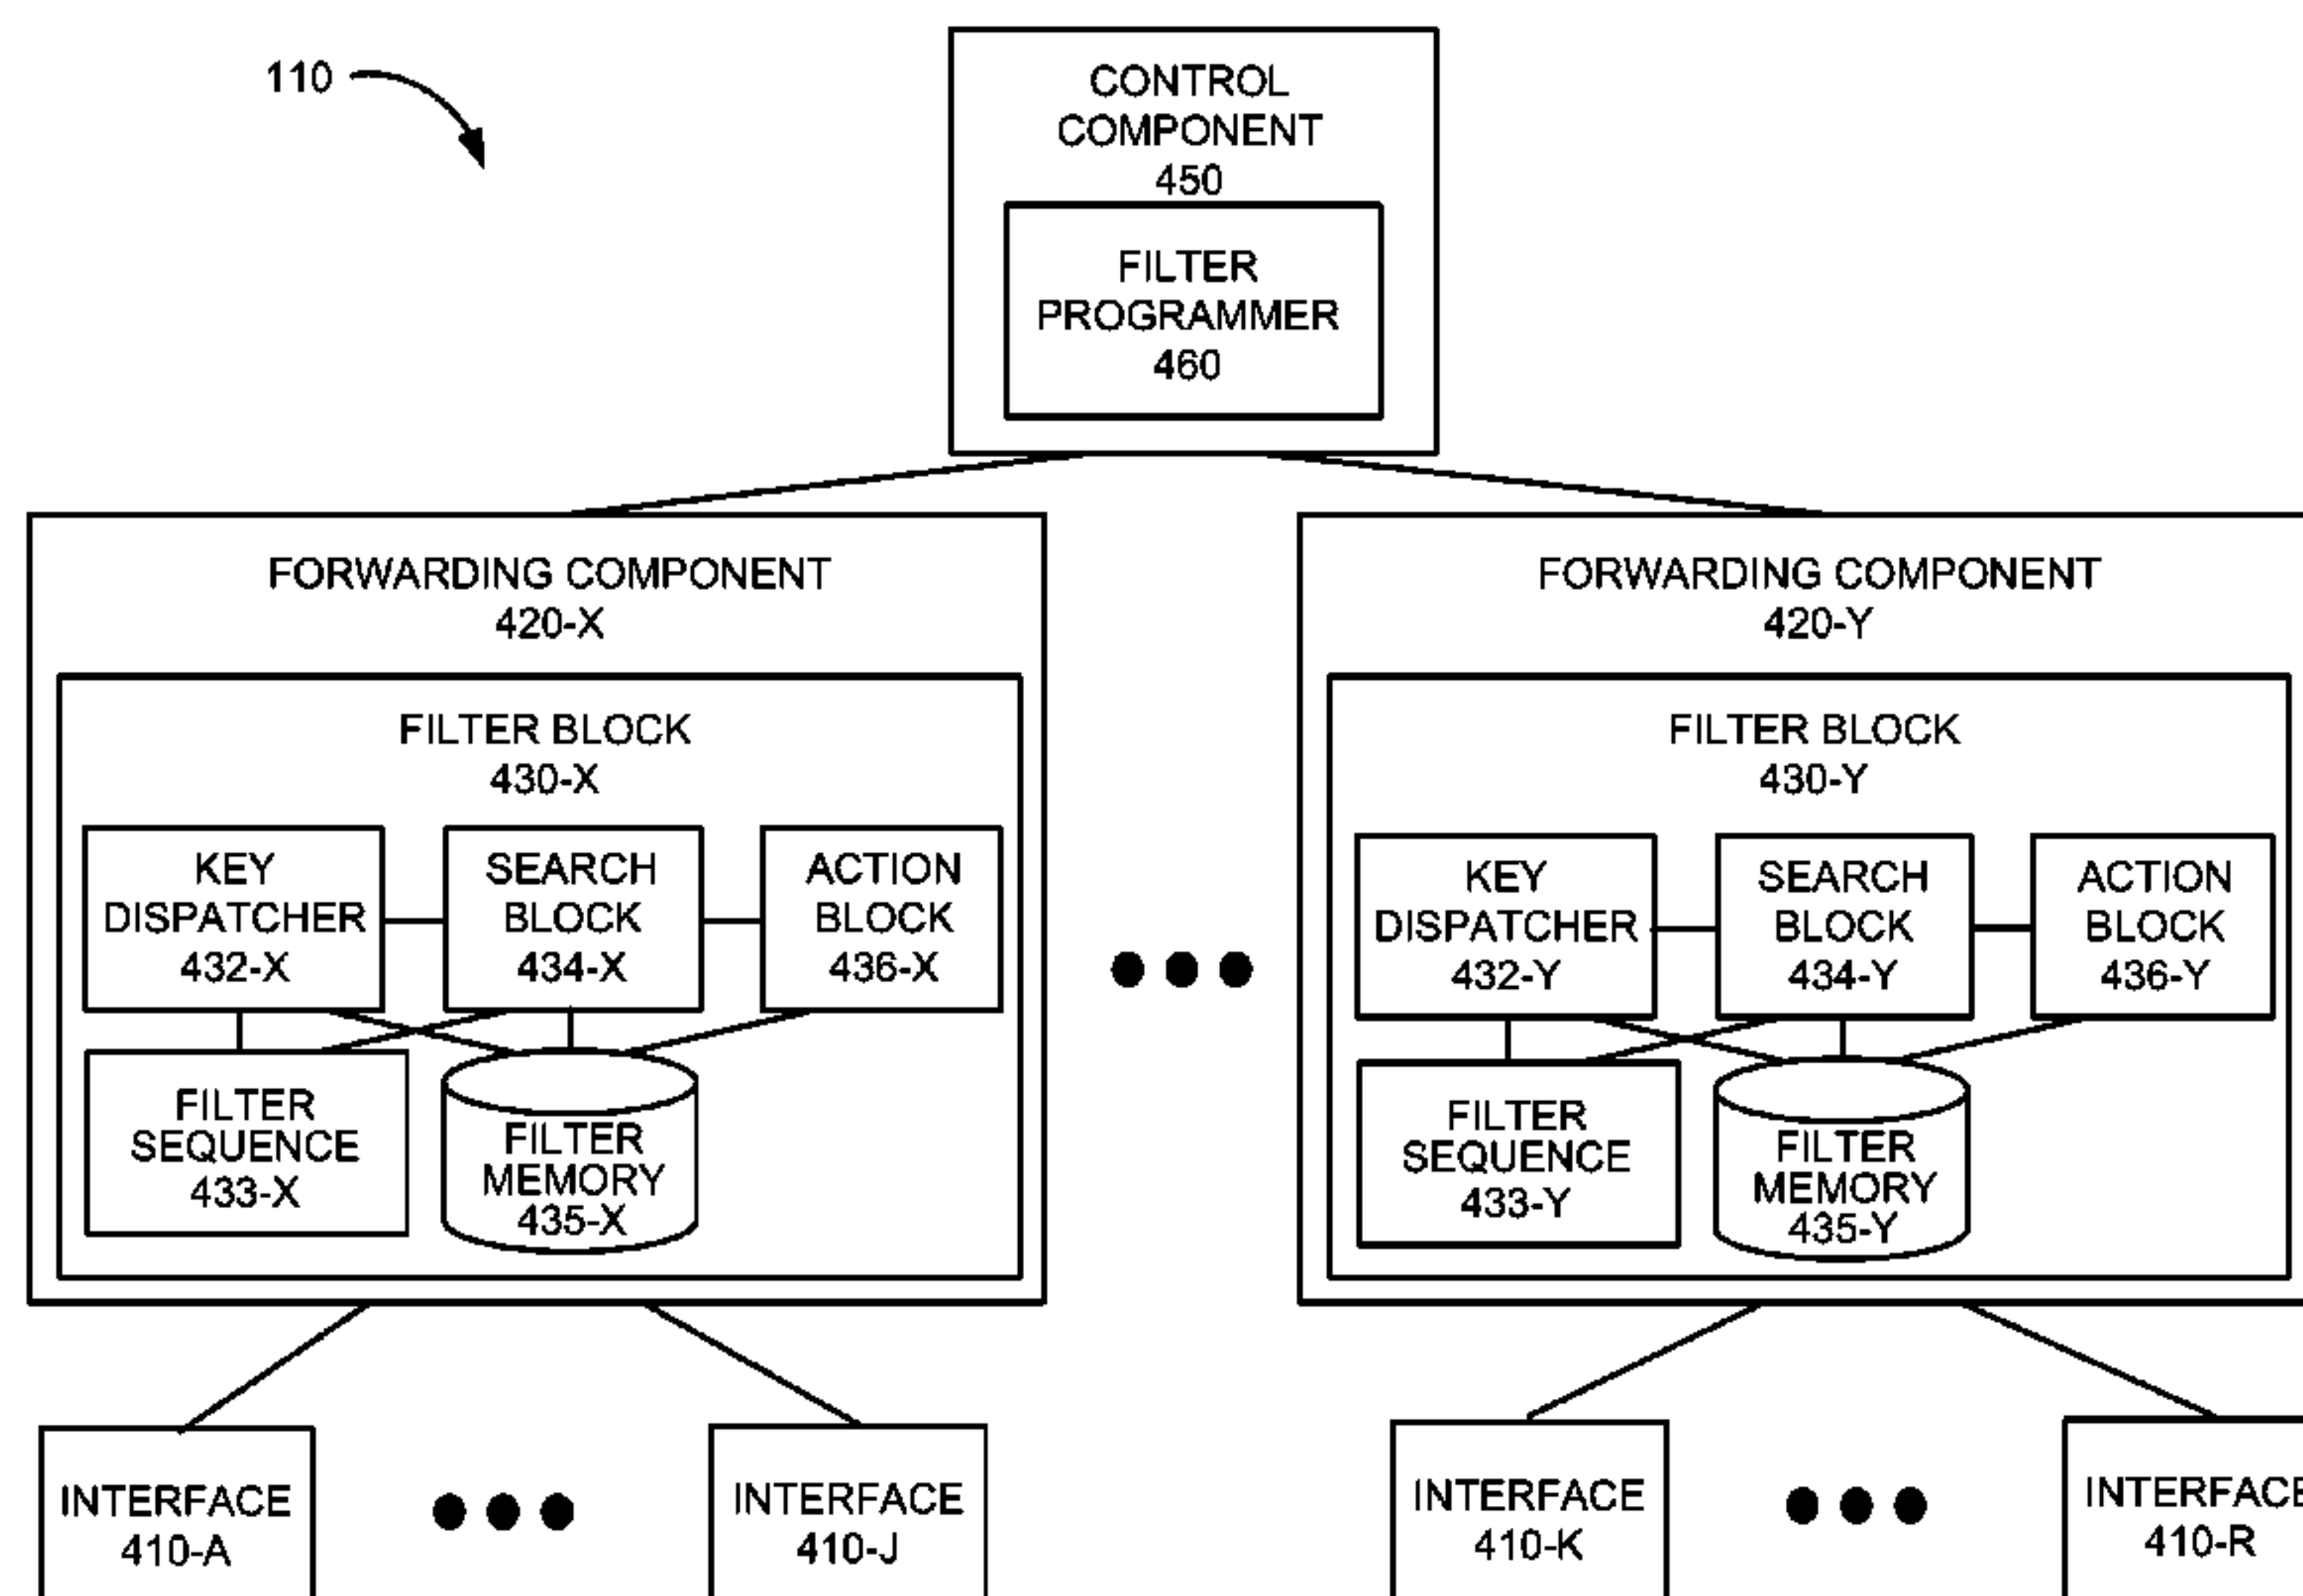 110
CONTROL
COMPONENT
450
FILTER
PROGRAMMER
460
FORWARDING COMPONENT
420-X
FILTER BLOCK
430-X
KEY
DISPATCHER
432-X
SEARCH
BLOCK
434-X
ACTION
BLOCK
436-X
FILTER
SEQUENCE
433-X
FILTER
MEMORY
435-X
FORWARDING COMPONENT
420-Y
FILTER BLOCK
430-Y
KEY
DISPATCHER
432-Y
SEARCH
BLOCK
434-Y
ACTION
BLOCK
436-Y
FILTER
SEQUENCE
433-Y
FILTER
MEMORY
435-Y
INTERFACE
410-A
INTERFACE
410-J
INTERFACE
410-K
INTERFACE
410-R